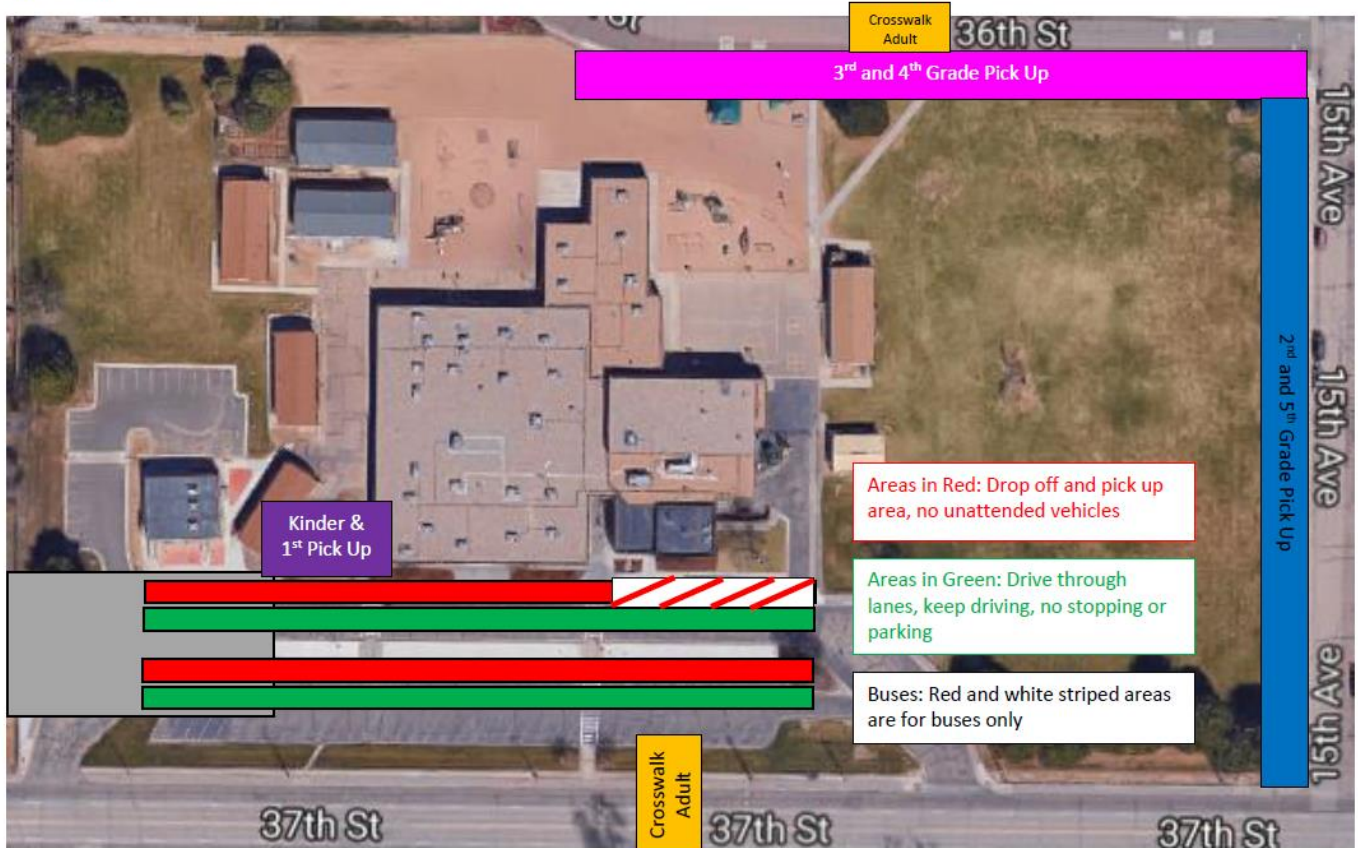 St
Crosswalk
Adult
36th St
3rd and 4th Grade Pick Up
15th Ave
2nd and 5th Grade Pick Up
15th Ave
Areas in Red: Drop off and pick up
area, no unattended vehicles
Kinder &
1st Pick Up
Areas in Green: Drive through
lanes, keep driving, no stopping or
parking
15th Ave
Buses: Red and white striped areas
are for buses only
Crosswalk
Adult
37th St
37th St
37th St